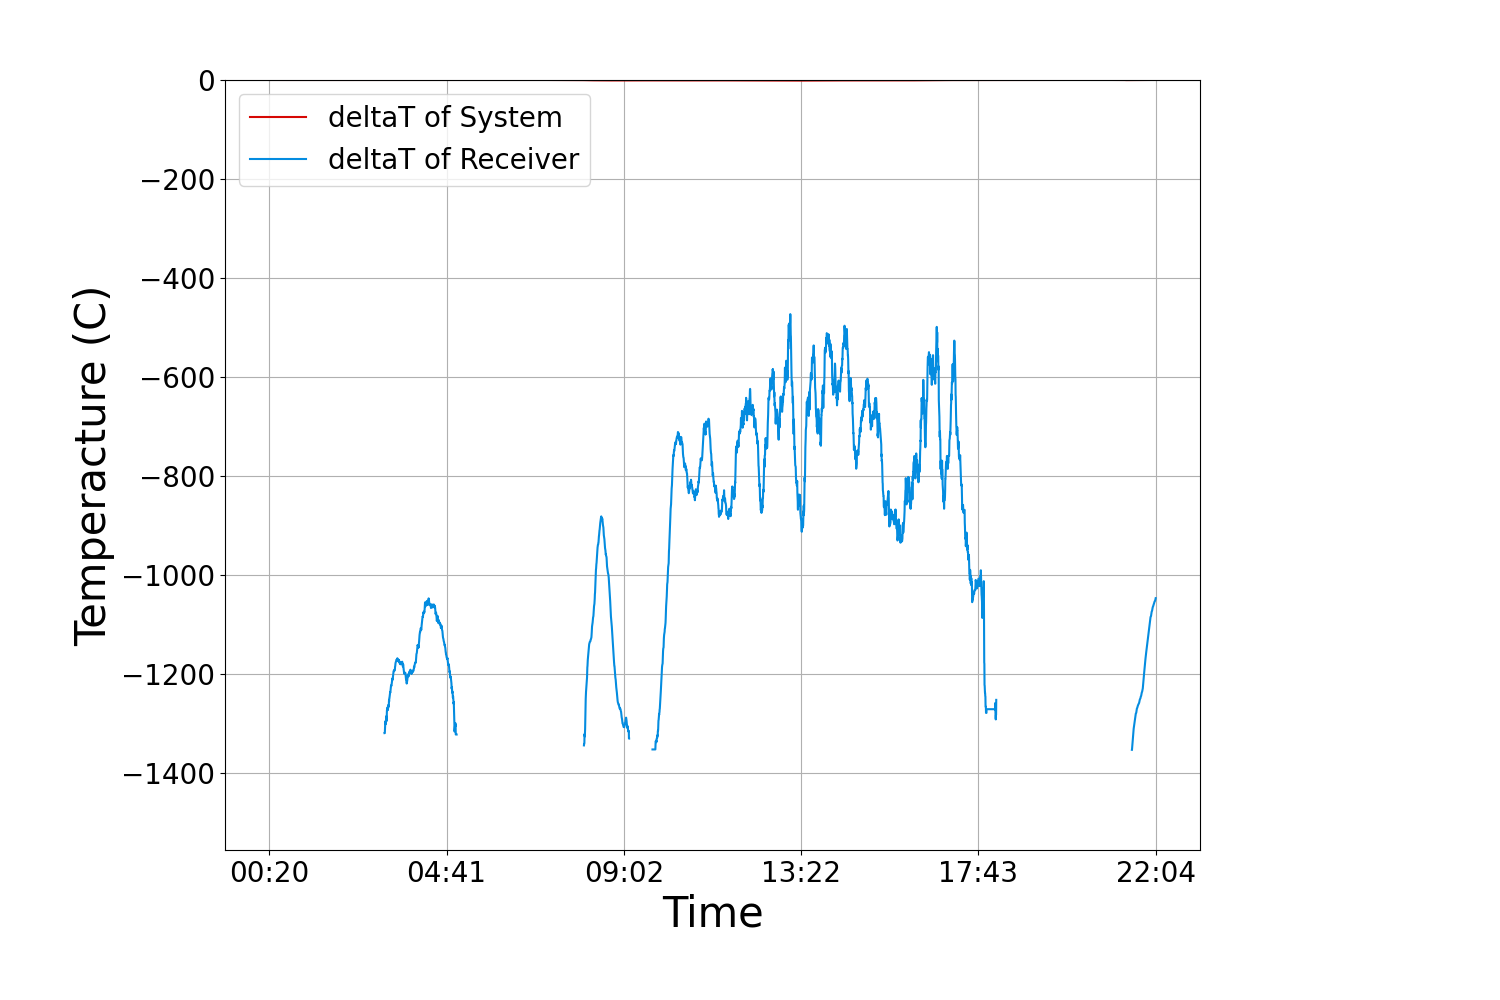 0
−200
−400
−600
−800
−1000
−1200
−1400
Temperacture (C)
deltaT of System
deltaT of Receiver
00:20 04:41 09:02 13:22 17:43 22:04
Time